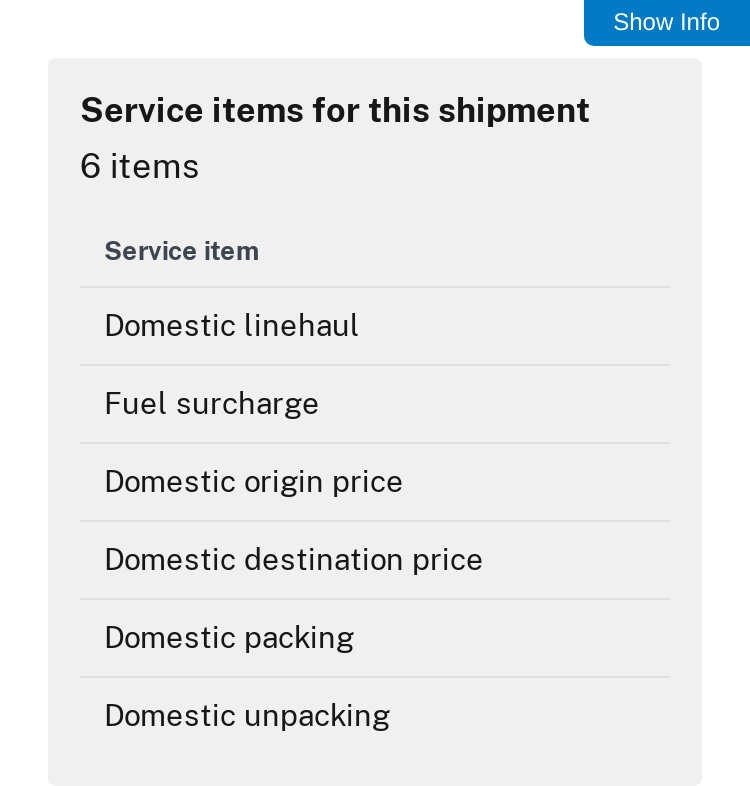 Show Info
Service items for this shipment
6 items
Service item
Domestic linehaul
Fuel surcharge
Domestic origin price
Domestic destination price
Domestic packing
Domestic unpacking